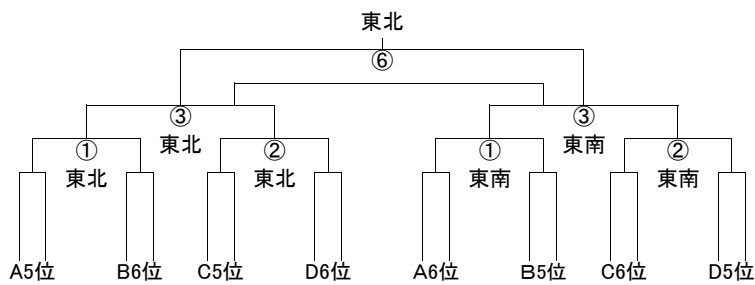 東北
⑥
③ ③
東北 東南
① ② ① ②
東北 東北 東南 東南
A5位 B6位 C5位 D6位 A6位 B5位 C6位 D5位